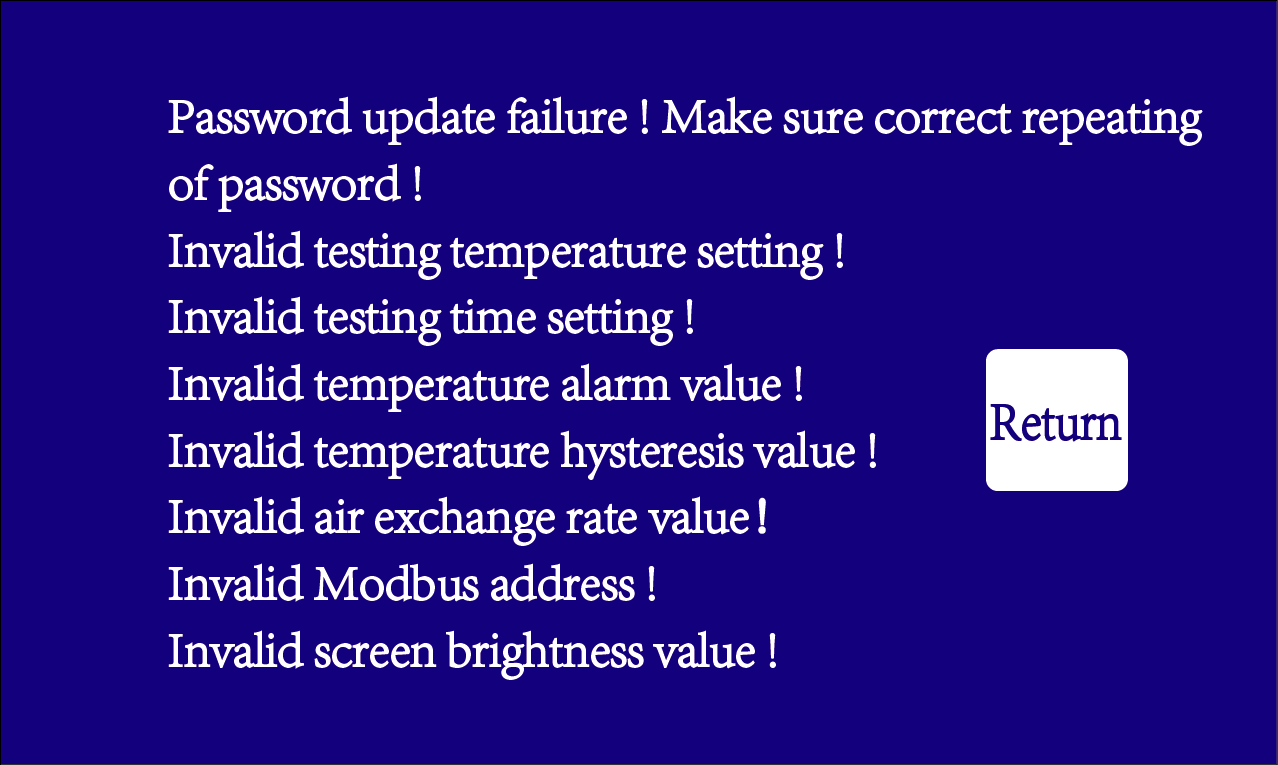 Password update failure ! Make sure correct repeating
of password !
Invalid testing temperature setting !
Invalid testing time setting !
Invalid temperature alarm value !
Invalid temperature hysteresis value !
Invalid air exchange rate value!
Invalid Modbus address !
Invalid screen brightness value !
Return